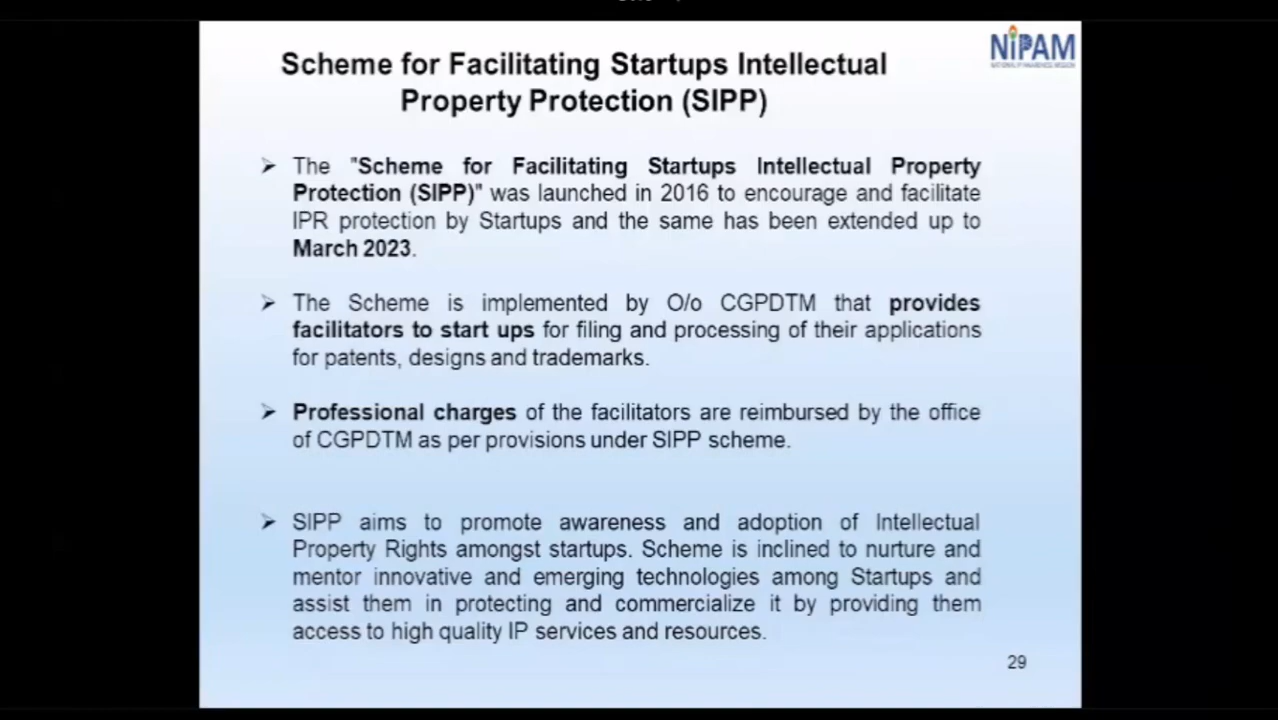 NiPAM
Scheme for Facilitating Startups Intellectual
Property Protection (SIPP)
➢ The "Scheme for Facilitating Startups Intellectual Property
Protection (SIPP)" was launched in 2016 to encourage and facilitate
IPR protection by Startups and the same has been extended up to
March 2023.
➢ The Scheme is implemented by O/o CGPDTM that provides
facilitators to start ups for filing and processing of their applications
for patents, designs and trademarks.
➢ Professional charges of the facilitators are reimbursed by the office
of CGPDTM as per provisions under SIPP scheme.
➢ SIPP aims to promote awareness and adoption of Intellectual
Property Rights amongst startups. Scheme is inclined to nurture and
mentor innovative and emerging technologies among Startups and
assist them in protecting and commercialize it by providing them
access to high quality IP services and resources.
29